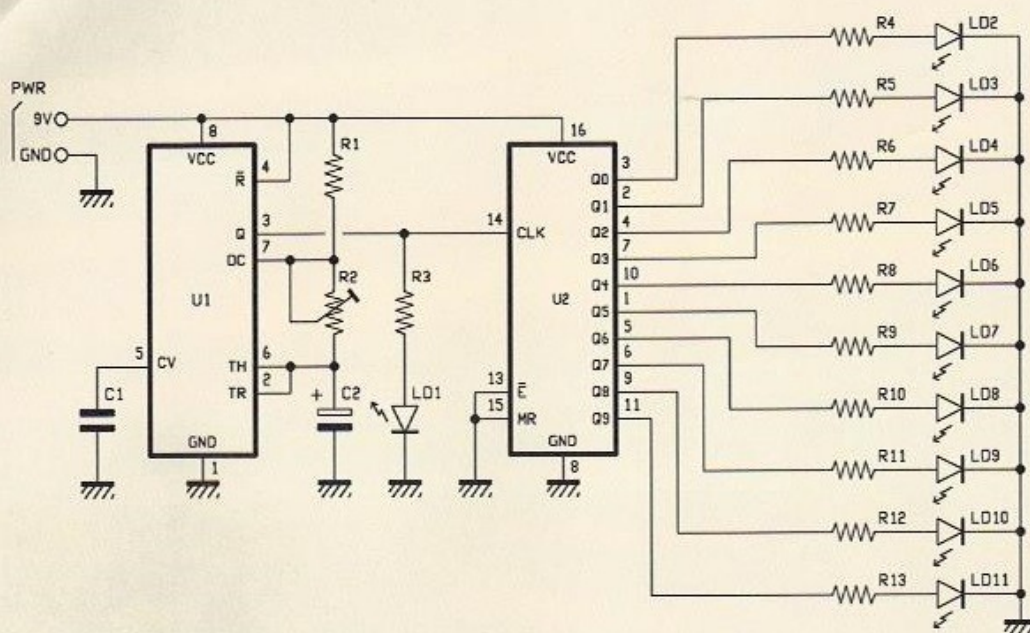 PWR
9V
GND
8
VCC
4
R̅
3
Q
7
DC
U1
5
CV
6
TH
2
TR
GND
1
C1
R1
R2
R3
+
C2
LD1
16
VCC
14
CLK
U2
13
E̅
15
MR
GND
8
3
Q0
2
Q1
4
Q2
7
Q3
10
Q4
1
Q5
5
Q6
6
Q7
9
Q8
11
Q9
R4
LD2
R5
LD3
R6
LD4
R7
LD5
R8
LD6
R9
LD7
R10
LD8
R11
LD9
R12
LD10
R13
LD11